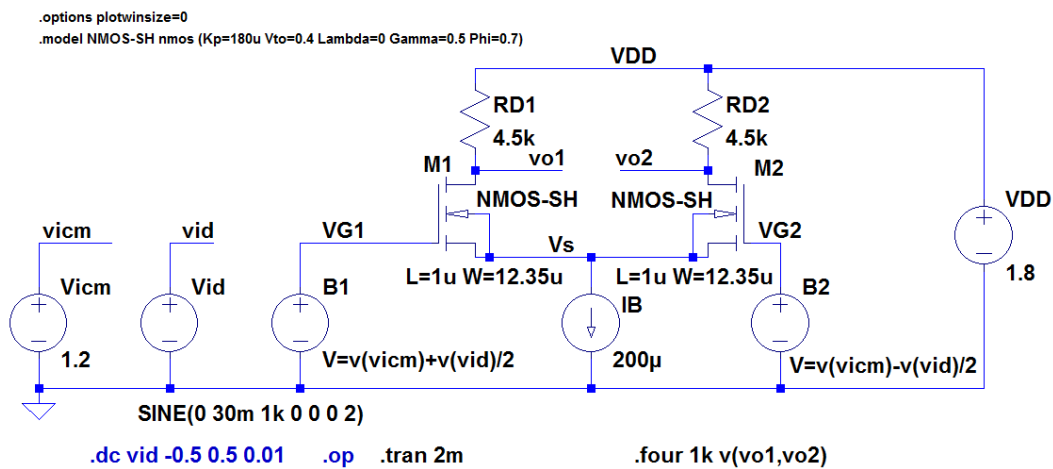 .options plotwinsize=0
.model NMOS-SH nmos (Kp=180u Vto=0.4 Lambda=0 Gamma=0.5 Phi=0.7)
VDD
RD1
4.5k
RD2
4.5k
M1
vo1
vo2
M2
NMOS-SH
NMOS-SH
VDD
1.8
vicm
vid
VG1
Vs
VG2
L=1u W=12.35u
L=1u W=12.35u
Vicm
1.2
Vid
B1
V=v(vicm)+v(vid)/2
IB
200µ
B2
V=v(vicm)-v(vid)/2
SINE(0 30m 1k 0 0 0 2)
.dc vid -0.5 0.5 0.01
.op
.tran 2m
.four 1k v(vo1,vo2)